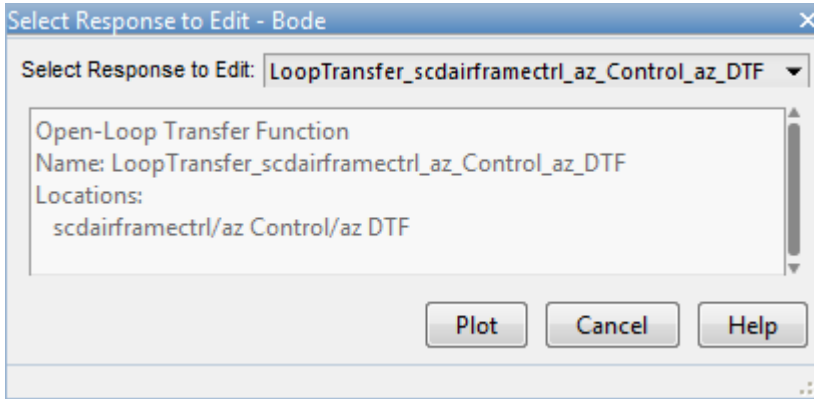 Select Response to Edit - Bode
Select Response to Edit: LoopTransfer_scdairframectrl_az_Control_az_DTF
Open-Loop Transfer Function
Name: LoopTransfer_scdairframectrl_az_Control_az_DTF
Locations:
scdairframectrl/az Control/az DTF
Plot Cancel Help